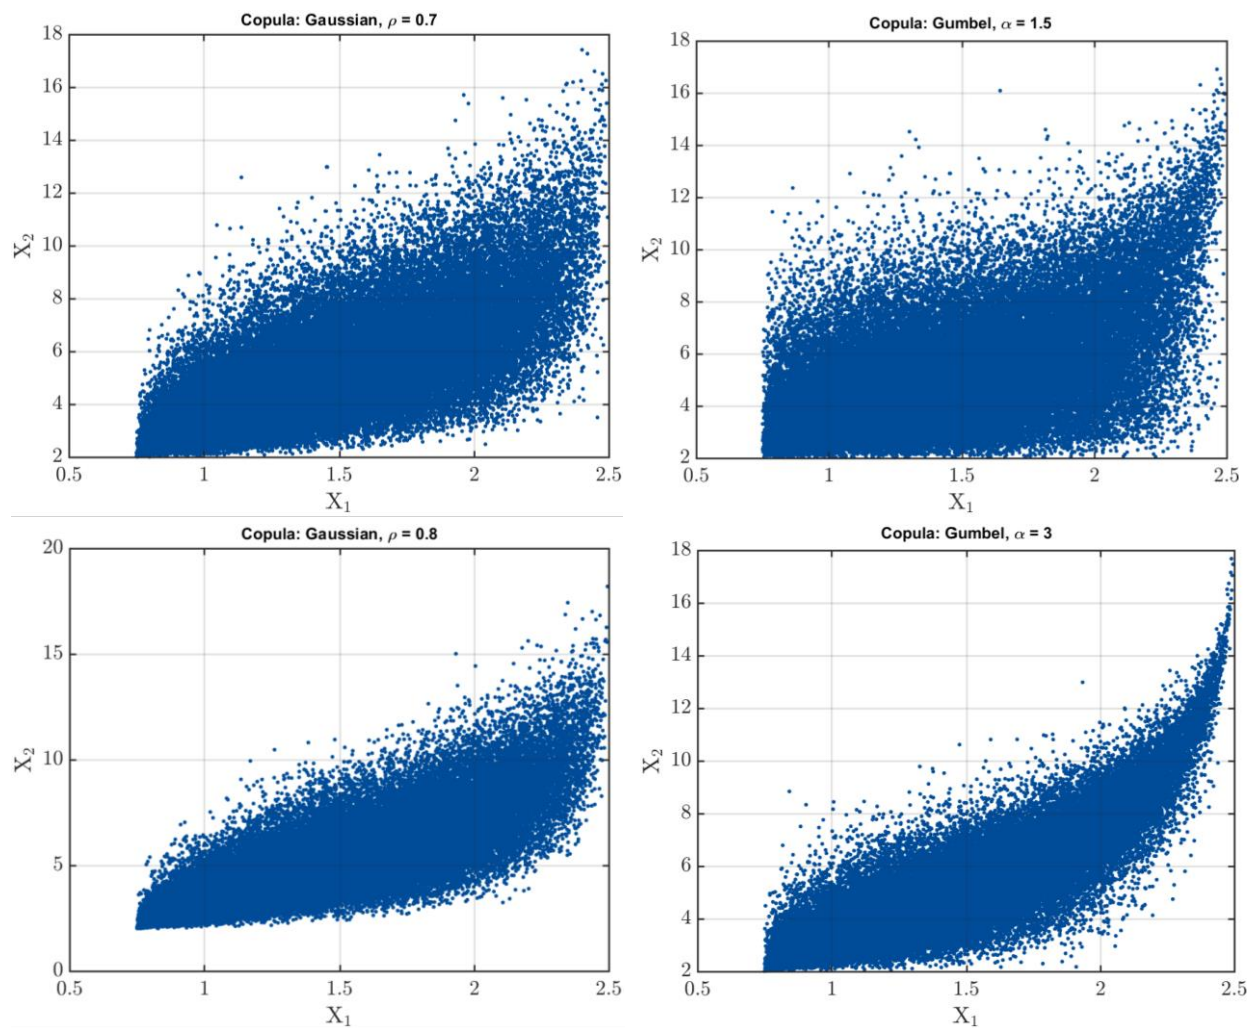 Copula: Gaussian, ρ = 0.7
18
16
14
12
10
8
6
4
2
X₂
0.5 1 1.5 2 2.5
X₁
Copula: Gumbel, α = 1.5
18
16
14
12
10
8
6
4
2
X₂
0.5 1 1.5 2 2.5
X₁
Copula: Gaussian, ρ = 0.8
20
15
10
5
0
X₂
0.5 1 1.5 2 2.5
X₁
Copula: Gumbel, α = 3
18
16
14
12
10
8
6
4
2
X₂
0.5 1 1.5 2 2.5
X₁